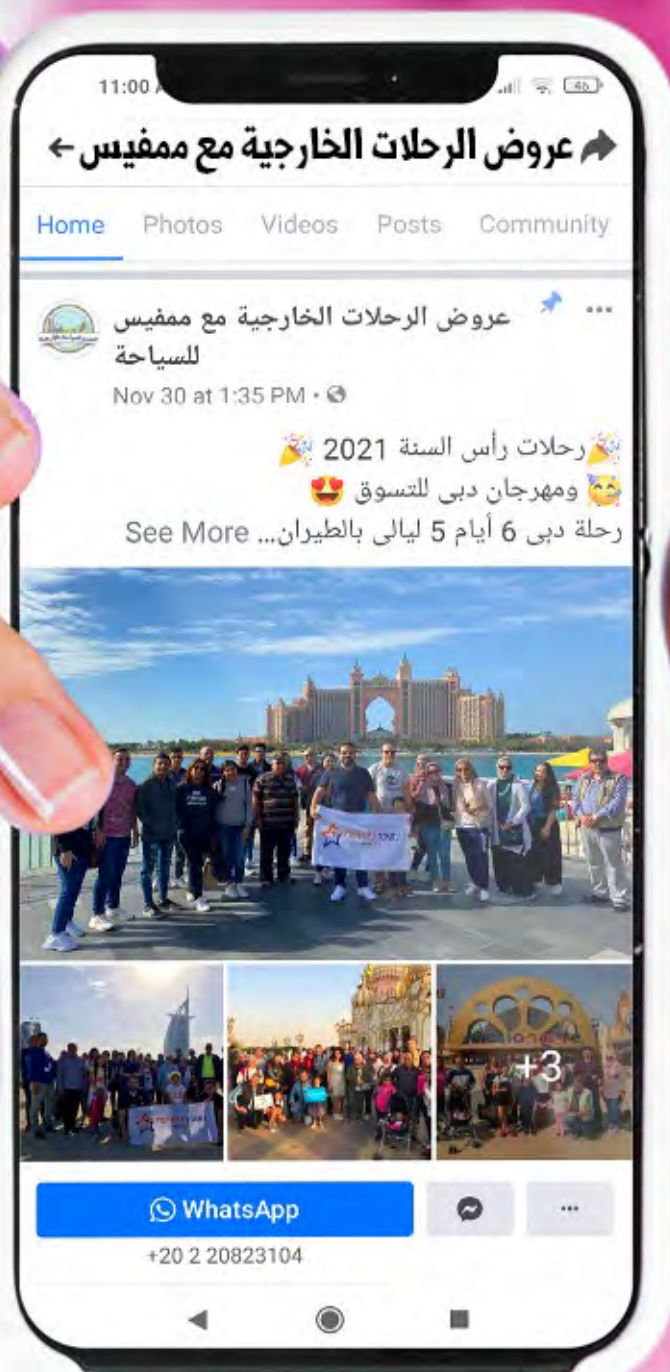 11:00
عروض الرحلات الخارجية مع ممفيس
Home Photos Videos Posts Community
عروض الرحلات الخارجية مع ممفيس
للسياحة
Nov 30 at 1:35 PM
🎉رحلات رأس السنة 2021 🎉
🥳 ومهرجان دبى للتسوق 😍
رحلة دبى 6 أيام 5 ليالى بالطيران... See More
+3
WhatsApp
+20 2 20823104